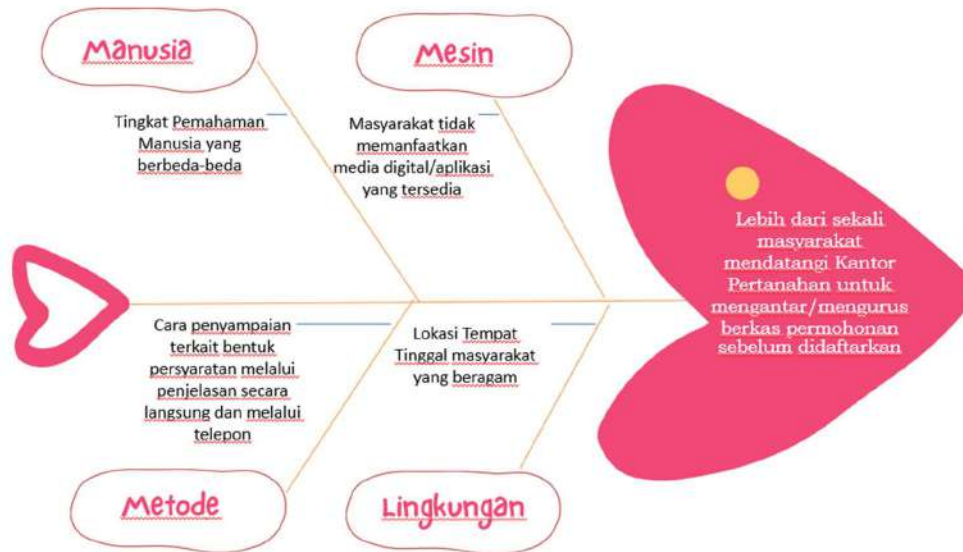 Manusia
Mesin
Tingkat Pemahaman
Manusia yang
berbeda-beda
Masyarakat tidak
memanfaatkan
media digital/aplikasi
yang tersedia
Lebih dari sekali
masyarakat
mendatangi Kantor
Pertanahan untuk
mengantar/mengurus
berkas permohonan
sebelum didaftarkan
Cara penyampaian
terkait bentuk
persyaratan melalui
penjelasan secara
langsung dan melalui
telepon
Lokasi Tempat
Tinggal masyarakat
yang beragam
Metode
Lingkungan